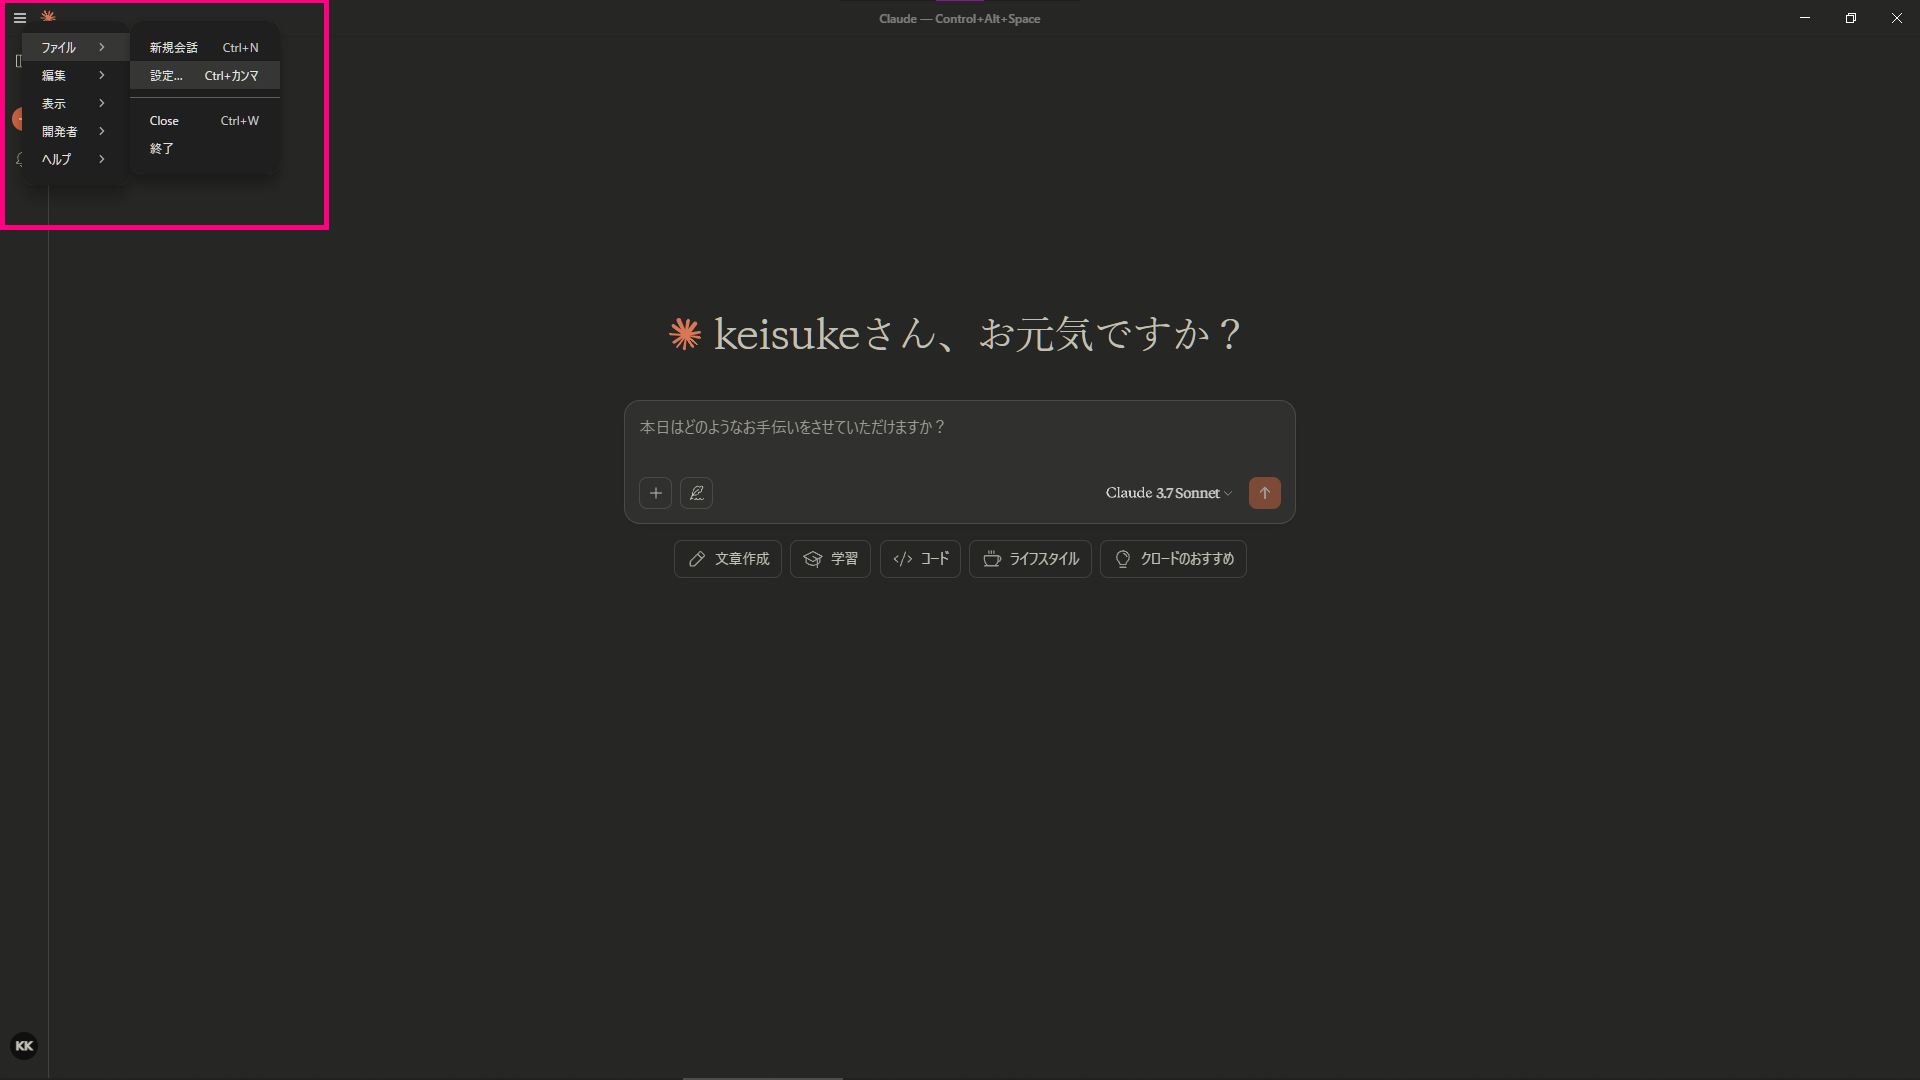 Claude — Control+Alt+Space
ファイル
編集
表示
開発者
ヘルプ
新規会話 Ctrl+N
設定... Ctrl+カンマ
Close Ctrl+W
終了
keisukeさん、お元気ですか？
本日はどのようなお手伝いをさせていただけますか？
Claude 3.7 Sonnet
文章作成 学習 コード ライフスタイル クロードのおすすめ
KK